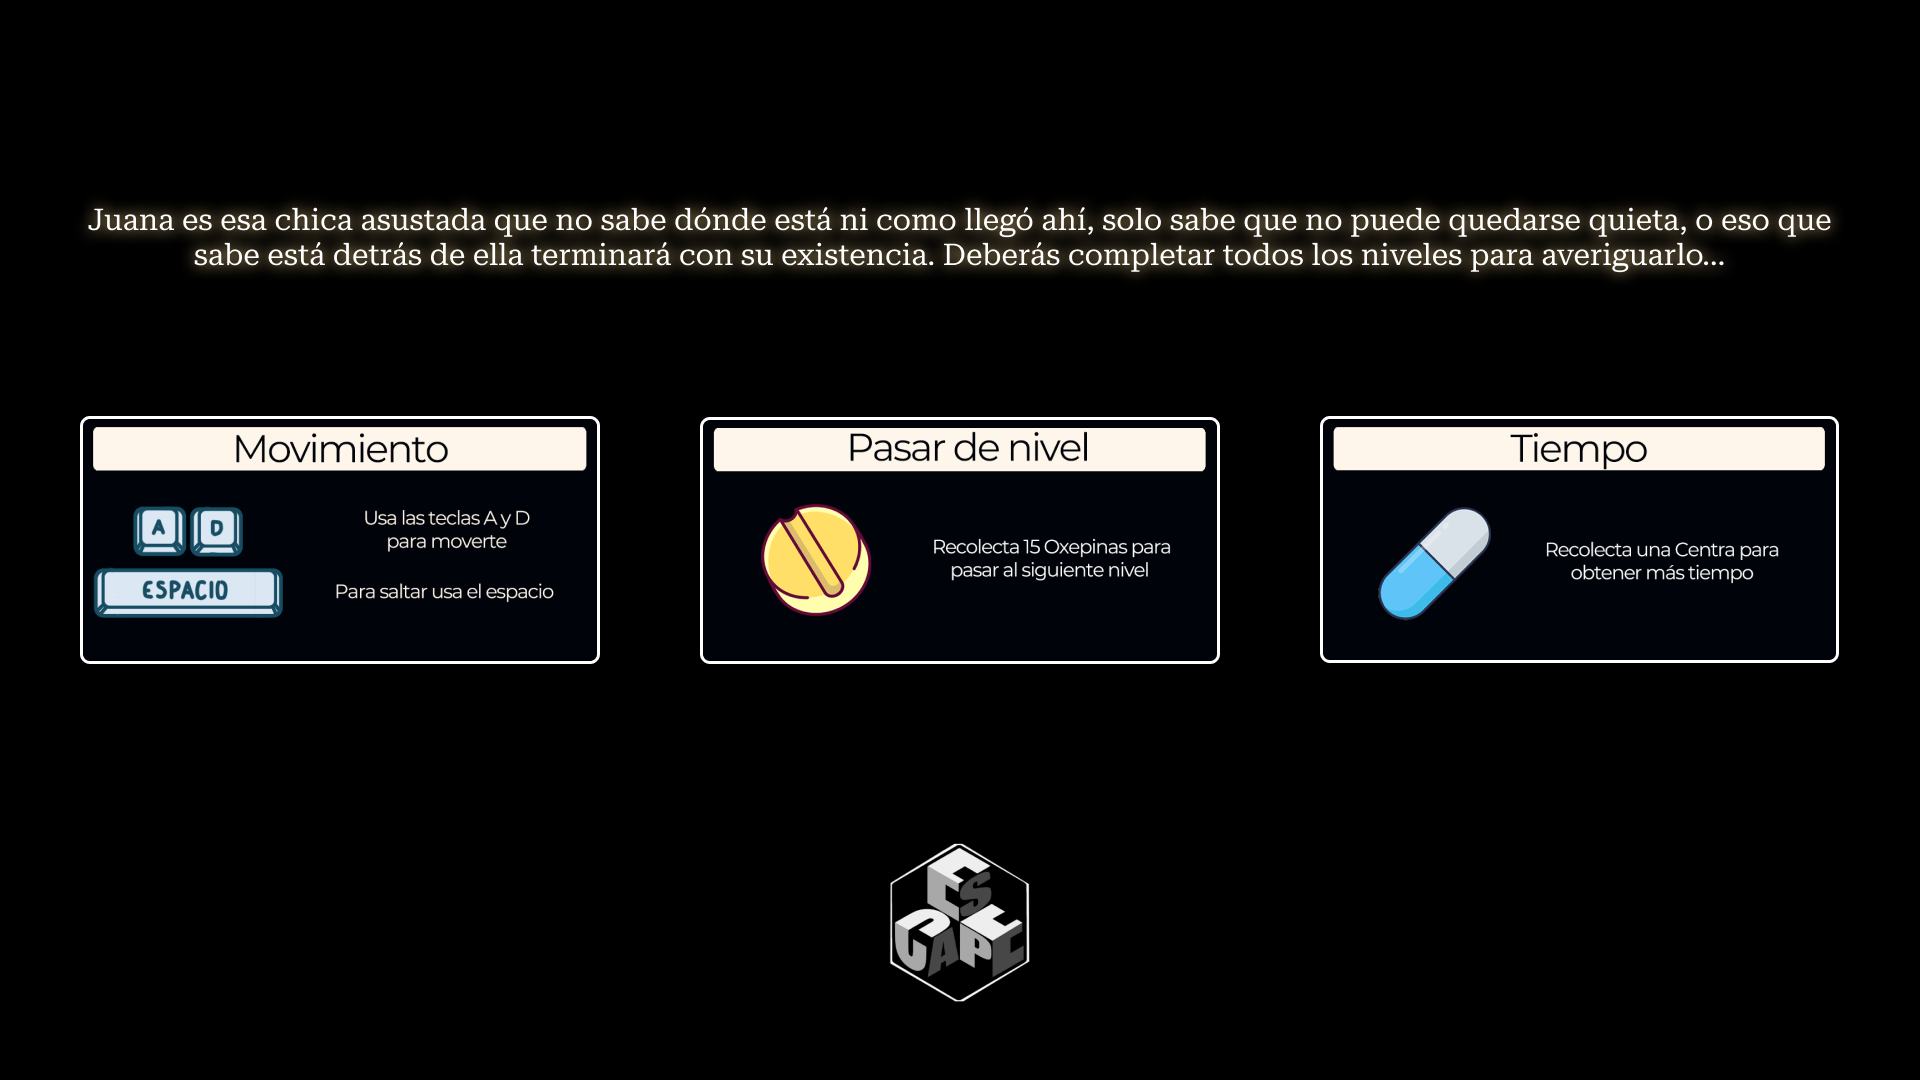 Juana es esa chica asustada que no sabe dónde está ni como llegó ahí, solo sabe que no puede quedarse quieta, o eso que
sabe está detrás de ella terminará con su existencia. Deberás completar todos los niveles para averiguarlo...
Movimiento
A D
Usa las teclas A y D
para moverte
ESPACIO
Para saltar usa el espacio
Pasar de nivel
Recolecta 15 Oxepinas para
pasar al siguiente nivel
Tiempo
Recolecta una Centra para
obtener más tiempo
ES
CAPE